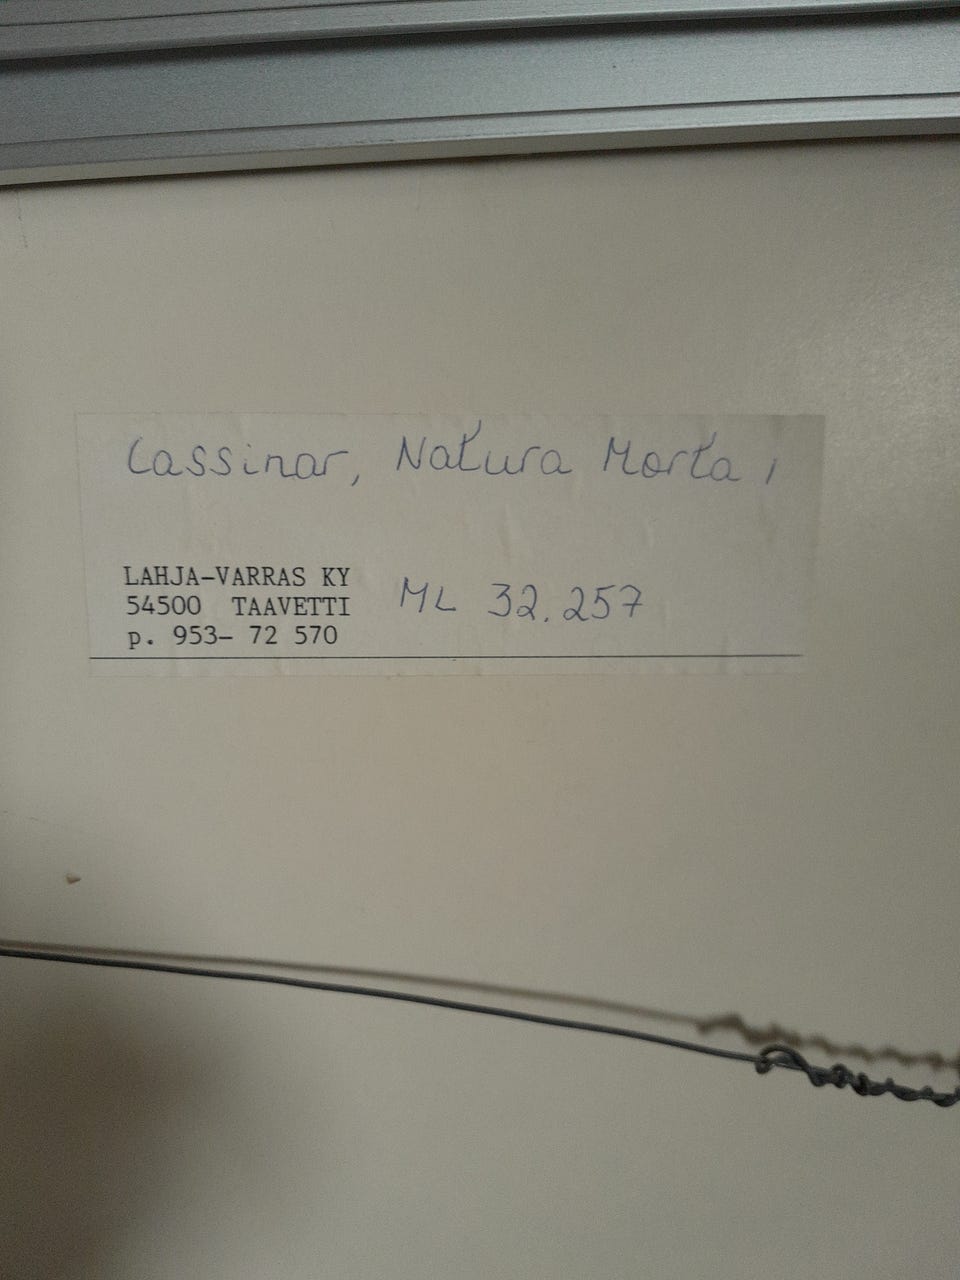 Cassinar, Natura Morta,
LAHJA-VARRAS KY
54500 TAAVETTI ML 32.257
p. 953- 72 570